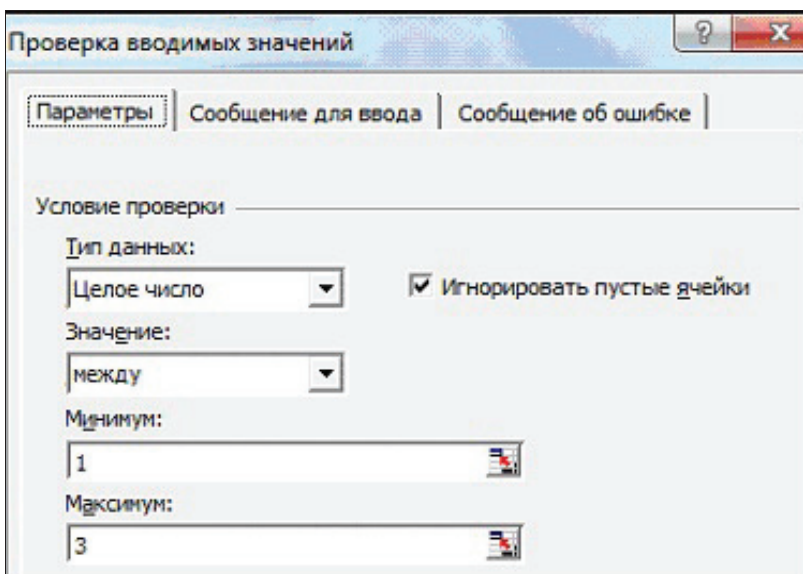 Проверка вводимых значений
Параметры Сообщение для ввода Сообщение об ошибке
Условие проверки
Тип данных:
Целое число Игнорировать пустые ячейки
Значение:
между
Минимум:
1
Максимум:
3